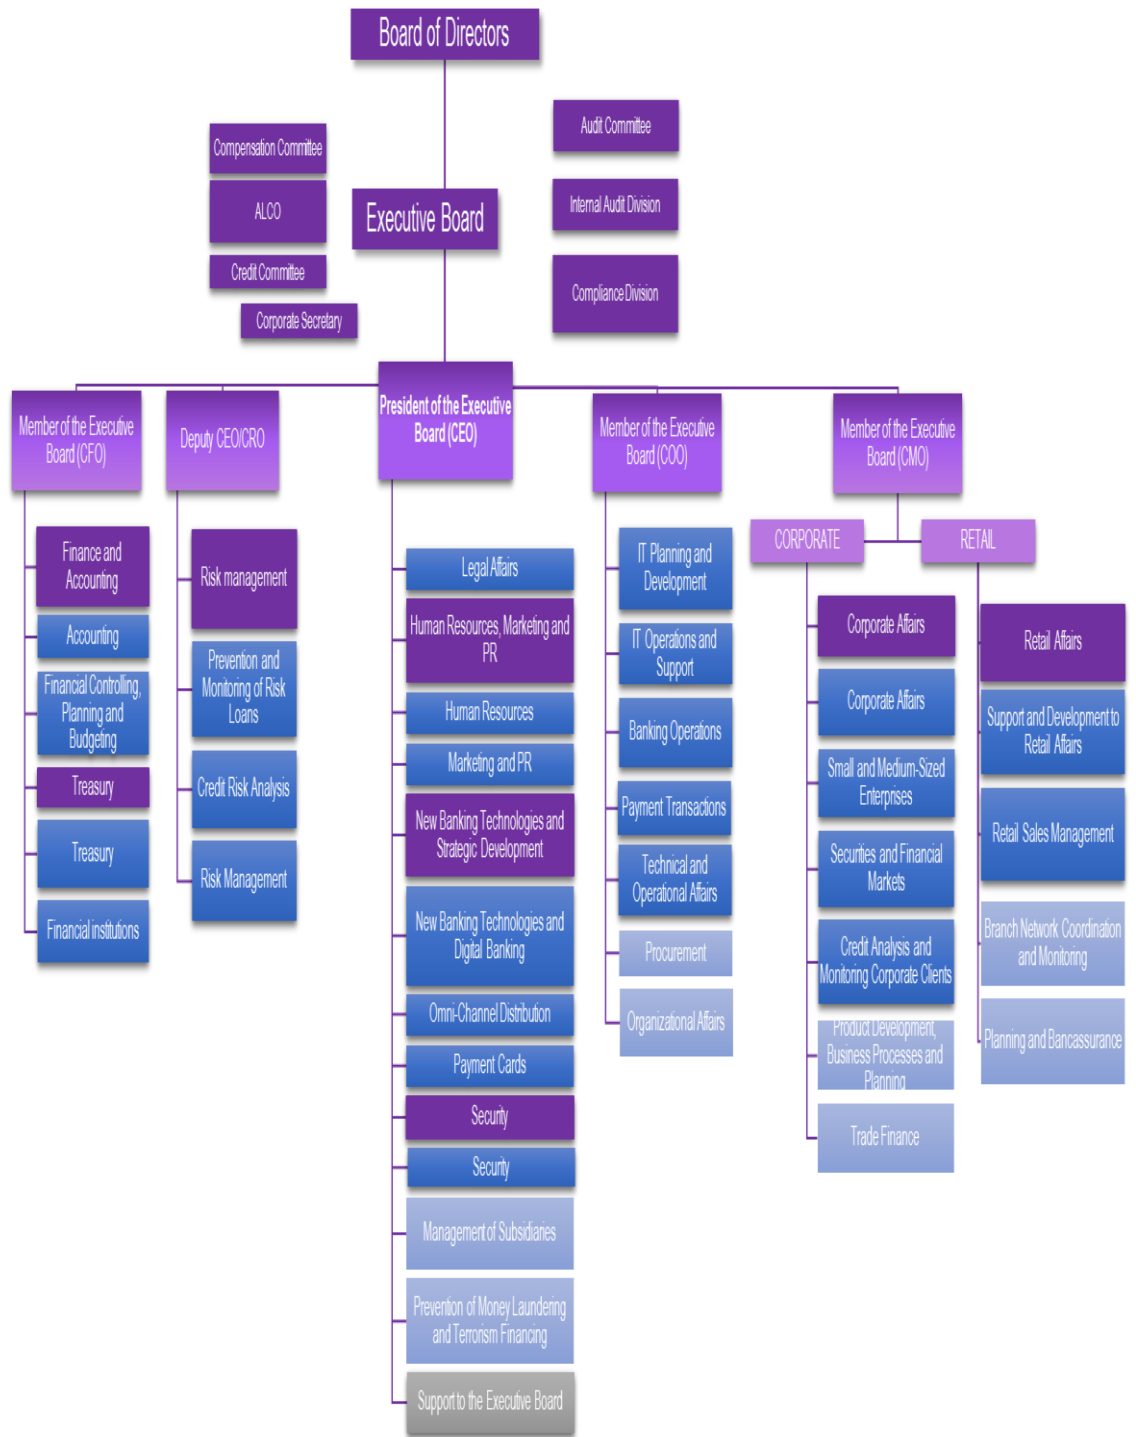 Board of Directors
Compensation Committee
ALCO
Credit Committee
Corporate Secretary
Executive Board
Audit Committee
Internal Audit Division
Compliance Division
Member of the Executive
Board (CFO)
Deputy CEO/CRO
President of the Executive
Board (CEO)
Member of the Executive
Board (COO)
Member of the Executive
Board (CMO)
Finance and
Accounting
Accounting
Financial Controlling,
Planning and
Budgeting
Treasury
Treasury
Financial institutions
Risk management
Prevention and
Monitoring of Risk
Loans
Credit Risk Analysis
Risk Management
Legal Affairs
Human Resources, Marketing and
PR
Human Resources
Marketing and PR
New Banking Technologies and
Strategic Development
New Banking Technologies and
Digital Banking
Omni-Channel Distribution
Payment Cards
Security
Security
Management of Subsidiaries
Prevention of Money Laundering
and Terrorism Financing
Support to the Executive Board
IT Planning and
Development
IT Operations and
Support
Banking Operations
Payment Transactions
Technical and
Operational Affairs
Procurement
Organizational Affairs
CORPORATE
RETAIL
Corporate Affairs
Corporate Affairs
Small and Medium-Sized
Enterprises
Securities and Financial
Markets
Credit Analysis and
Monitoring Corporate Clients
Product Development,
Business Processes and
Planning
Trade Finance
Retail Affairs
Support and Development to
Retail Affairs
Retail Sales Management
Branch Network Coordination
and Monitoring
Planning and Bancassurance